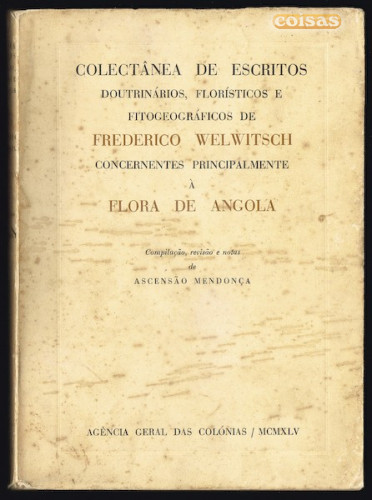 coisas
COLECTÂNEA DE ESCRITOS
DOUTRINÁRIOS, FLORÍSTICOS E
FITOGEOGRÁFICOS DE
FREDERICO WELWITSCH
CONCERNENTES PRINCIPALMENTE
À
FLORA DE ANGOLA
Compilação, revisão e notas
de
ASCENSÃO MENDONÇA
AGÊNCIA GERAL DAS COLÓNIAS / MCMXLV